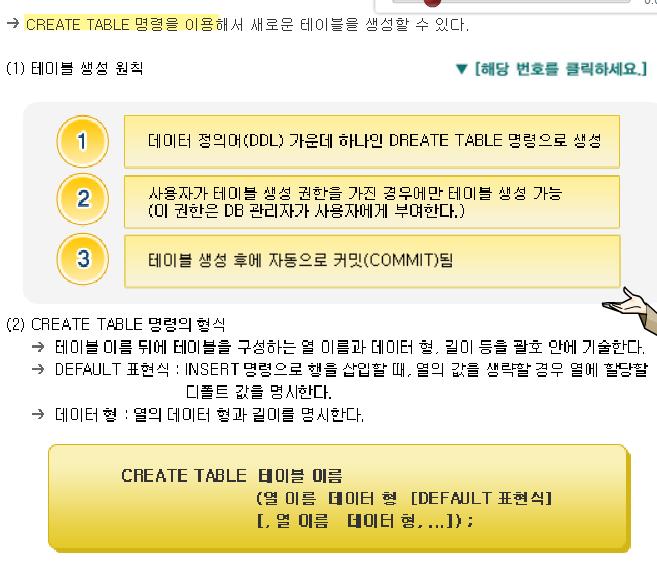 → CREATE TABLE 명령을 이용해서 새로운 테이블을 생성할 수 있다.
(1) 테이블 생성 원칙
▼ [해당 번호를 클릭하세요.]
1
데이터 정의어(DDL) 가운데 하나인 DREATE TABLE 명령으로 생성
2
사용자가 테이블 생성 권한을 가진 경우에만 테이블 생성 가능
(이 권한은 DB 관리자가 사용자에게 부여한다.)
3
테이블 생성 후에 자동으로 커밋(COMMIT)됨
(2) CREATE TABLE 명령의 형식
→ 테이블 이름 뒤에 테이블을 구성하는 열 이름과 데이터 형, 길이 등을 괄호 안에 기술한다.
→ DEFAULT 표현식 : INSERT 명령으로 행을 삽입할 때, 열의 값을 생략할 경우 열에 할당할
디폴트 값을 명시한다.
→ 데이터 형 : 열의 데이터 형과 길이를 명시한다.
CREATE TABLE 테이블 이름
(열 이름 데이터 형 [DEFAULT 표현식]
[, 열 이름 데이터 형, ...]) ;